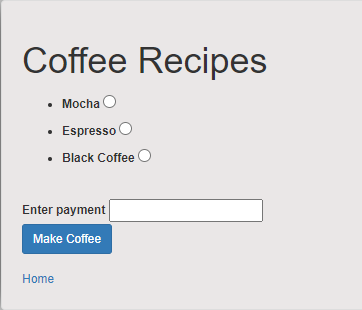 Coffee Recipes
Mocha
Espresso
Black Coffee
Enter payment
Make Coffee
Home